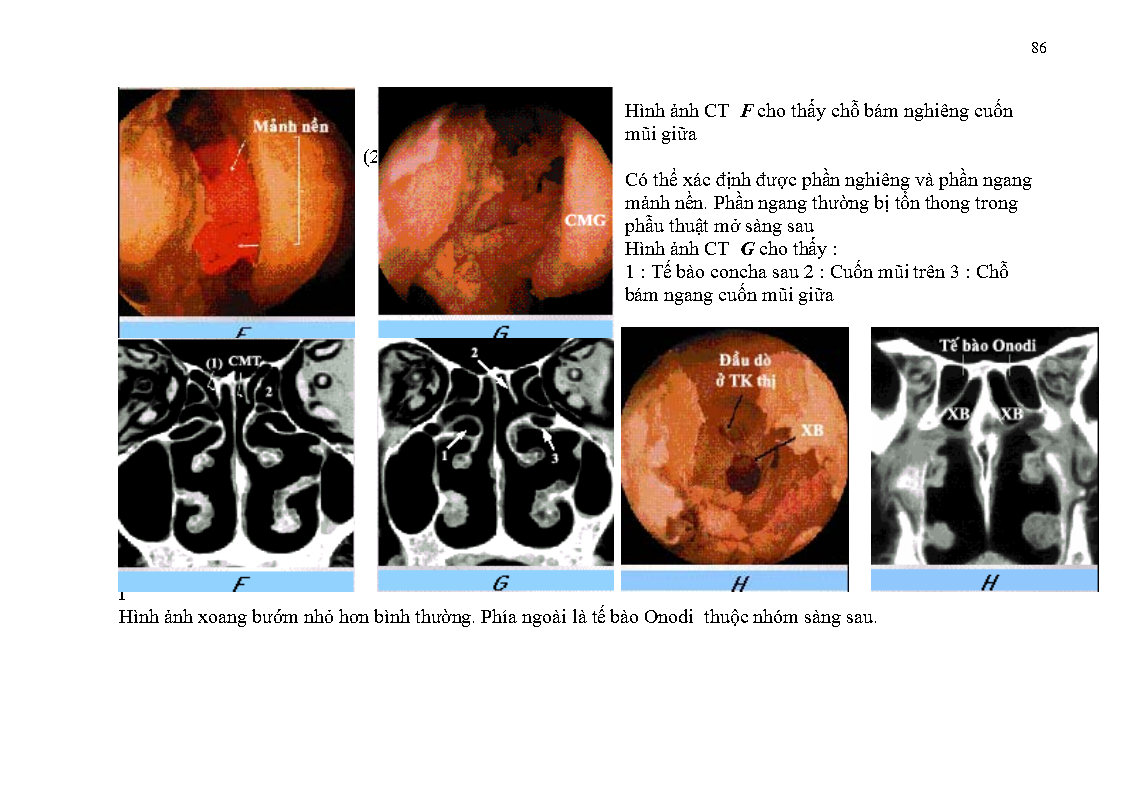 86
Mảnh nền
(2
CMG
Hình ảnh CT F cho thấy chỗ bám nghiêng cuốn
mũi giữa
Có thể xác định được phần nghiêng và phần ngang
mảnh nền. Phần ngang thường bị tổn thong trong
phẫu thuật mở sàng sau
Hình ảnh CT G cho thấy :
1 : Tế bào concha sau 2 : Cuốn mũi trên 3 : Chỗ
bám ngang cuốn mũi giữa
F
G
(1) CMT
2
2
1
3
Đầu dò
ở TK thị
XB
Tế bào Onodi
XB XB
F
G
H
H
Hình ảnh xoang bướm nhỏ hơn bình thường. Phía ngoài là tế bào Onodi thuộc nhóm sàng sau.